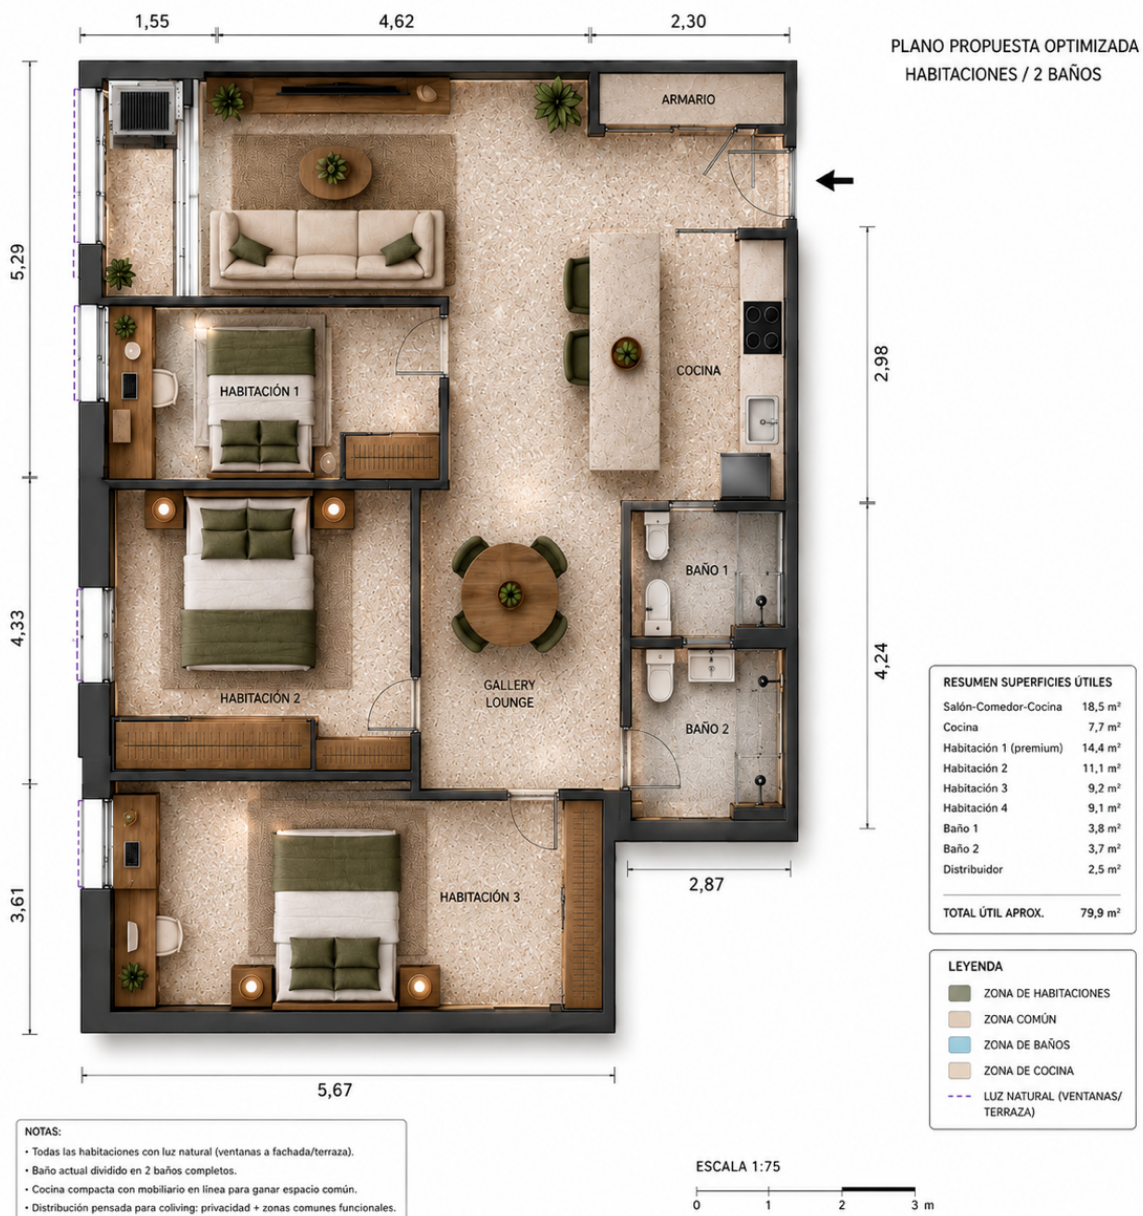 1,55
4,62
2,30
PLANO PROPUESTA OPTIMIZADA
HABITACIONES / 2 BAÑOS
ARMARIO
5,29
2,98
COCINA
HABITACIÓN 1
BAÑO 1
4,33
4,24
GALLERY
LOUNGE
HABITACIÓN 2
BAÑO 2
RESUMEN SUPERFICIES ÚTILES
Salón-Comedor-Cocina 18,5 m²
Cocina 7,7 m²
Habitación 1 (premium) 14,4 m²
Habitación 2 11,1 m²
Habitación 3 9,2 m²
Habitación 4 9,1 m²
Baño 1 3,8 m²
Baño 2 3,7 m²
Distribuidor 2,5 m²
TOTAL ÚTIL APROX. 79,9 m²
2,87
HABITACIÓN 3
3,61
LEYENDA
ZONA DE HABITACIONES
ZONA COMÚN
ZONA DE BAÑOS
ZONA DE COCINA
LUZ NATURAL (VENTANAS/
TERRAZA)
5,67
NOTAS:
• Todas las habitaciones con luz natural (ventanas a fachada/terraza).
• Baño actual dividido en 2 baños completos.
• Cocina compacta con mobiliario en línea para ganar espacio común.
• Distribución pensada para coliving: privacidad + zonas comunes funcionales.
ESCALA 1:75
0 1 2 3 m